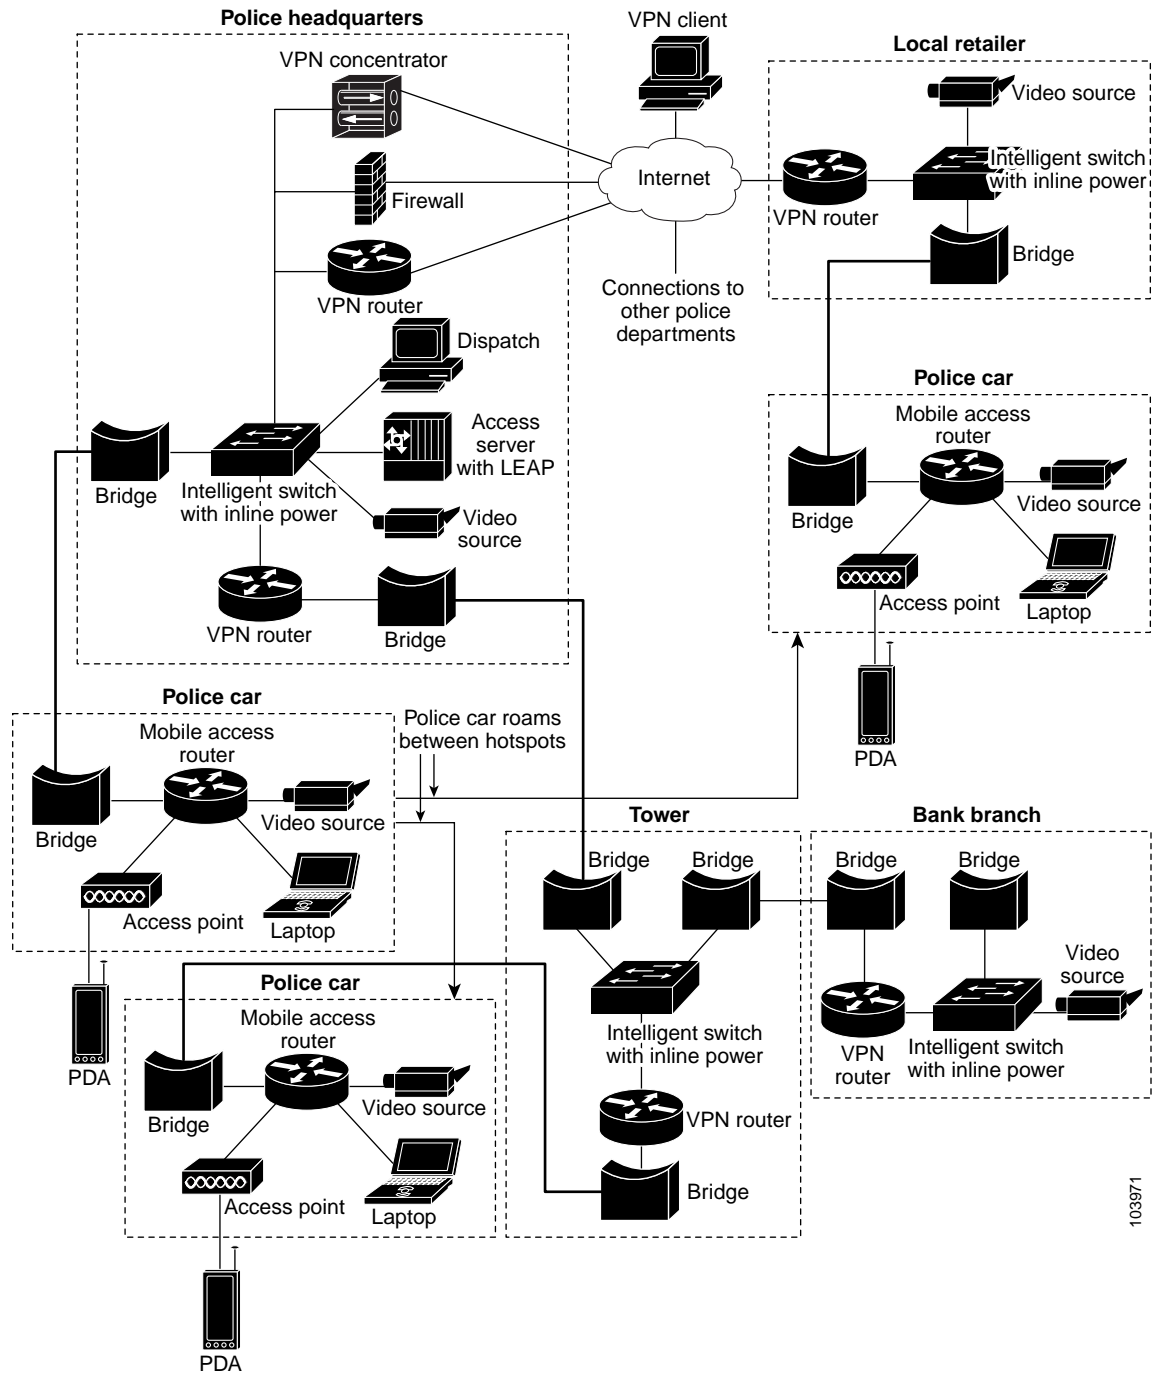 Police headquarters
VPN client
Local retailer
VPN concentrator
Video source
Intelligent switch
with inline power
Internet
Firewall
VPN router
Bridge
VPN router
Connections to
other police
departments
Dispatch
Police car
Mobile access
router
Access
server
with LEAP
Bridge
Intelligent switch
with inline power
Video
source
Bridge
Video source
Access point
Laptop
VPN router
Bridge
PDA
Police car
Police car roams
between hotspots
Mobile access
router
Bridge
Video source
Access point
Laptop
PDA
Tower
Bank branch
Bridge
Bridge
Bridge
Bridge
Video
source
Intelligent switch
with inline power
VPN
router
Intelligent switch
with inline power
VPN router
Bridge
Police car
Mobile access
router
Bridge
Video source
Access point
Laptop
PDA
103971